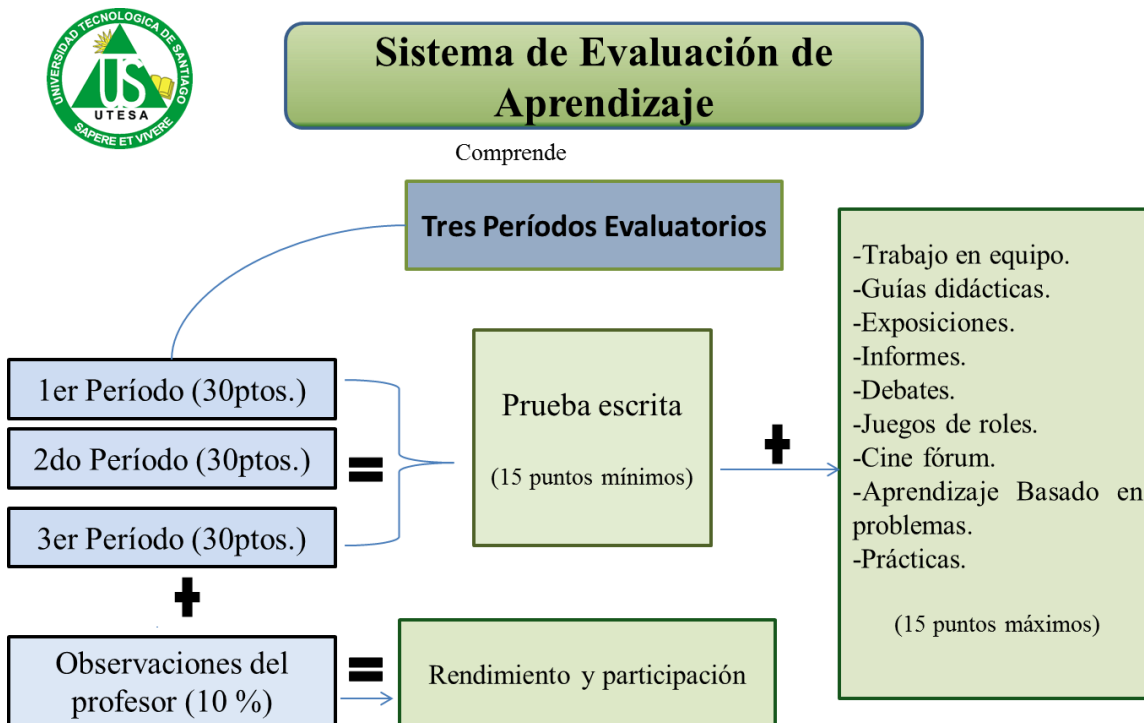 UNIVERSIDAD TECNOLOGICA DE SANTIAGO
US
UTESA
SAPERE ET VIVERE
Sistema de Evaluación de
Aprendizaje
Comprende
Tres Períodos Evaluatorios
1er Período (30ptos.)
2do Período (30ptos.)
3er Período (30ptos.)
+
Observaciones del
profesor (10 %)
=
Prueba escrita
(15 puntos mínimos)
+
-Trabajo en equipo.
-Guías didácticas.
-Exposiciones.
-Informes.
-Debates.
-Juegos de roles.
-Cine fórum.
-Aprendizaje Basado en
problemas.
-Prácticas.
(15 puntos máximos)
=
Rendimiento y participación